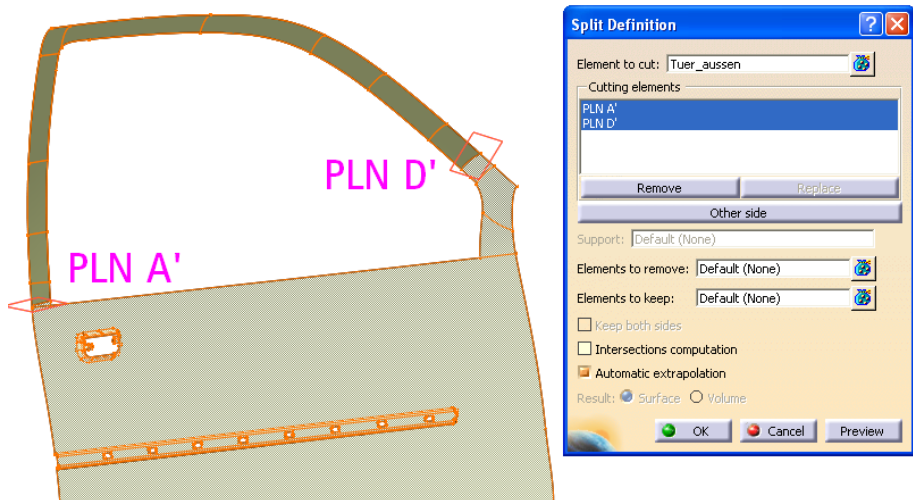 PLN D'
PLN A'
Split Definition
Element to cut: Tuer_aussen
Cutting elements
PLN A'
PLN D'
Remove Replace
Other side
Support: Default (None)
Elements to remove: Default (None)
Elements to keep: Default (None)
Keep both sides
Intersections computation
Automatic extrapolation
Result: Surface Volume
OK Cancel Preview